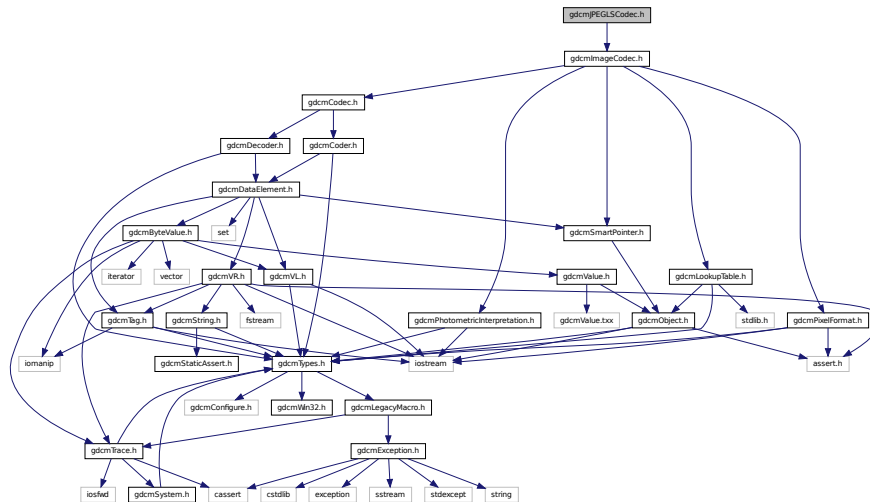 gdcmJPEGLSCodec.h
gdcmImageCodec.h
gdcmCodec.h
gdcmDecoder.h
gdcmCoder.h
gdcmDataElement.h
gdcmByteValue.h
set
gdcmSmartPointer.h
iterator
vector
gdcmVR.h
gdcmVL.h
gdcmValue.h
gdcmLookupTable.h
gdcmTag.h
gdcmString.h
fstream
gdcmPhotometricInterpretation.h
gdcmValue.txx
gdcmObject.h
stdlib.h
gdcmPixelFormat.h
iomanip
gdcmStaticAssert.h
gdcmTypes.h
iostream
assert.h
gdcmConfigure.h
gdcmWin32.h
gdcmLegacyMacro.h
gdcmTrace.h
gdcmException.h
iosfwd
gdcmSystem.h
cassert
cstdlib
exception
sstream
stdexcept
string